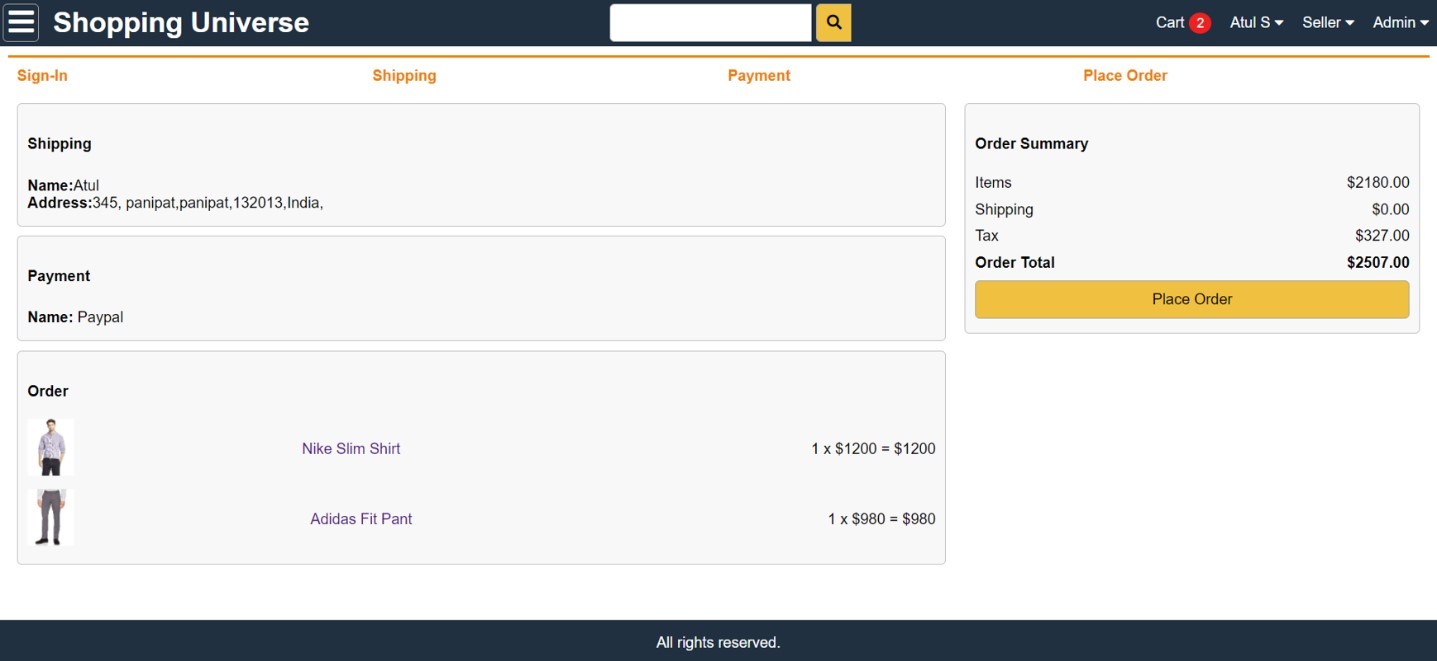 Shopping Universe
Cart 2 Atul S Seller Admin
Sign-In Shipping Payment Place Order
Shipping
Name:Atul
Address:345, panipat,panipat,132013,India,
Payment
Name: Paypal
Order
Nike Slim Shirt 1 x $1200 = $1200
Adidas Fit Pant 1 x $980 = $980
Order Summary
Items $2180.00
Shipping $0.00
Tax $327.00
Order Total $2507.00
Place Order
All rights reserved.